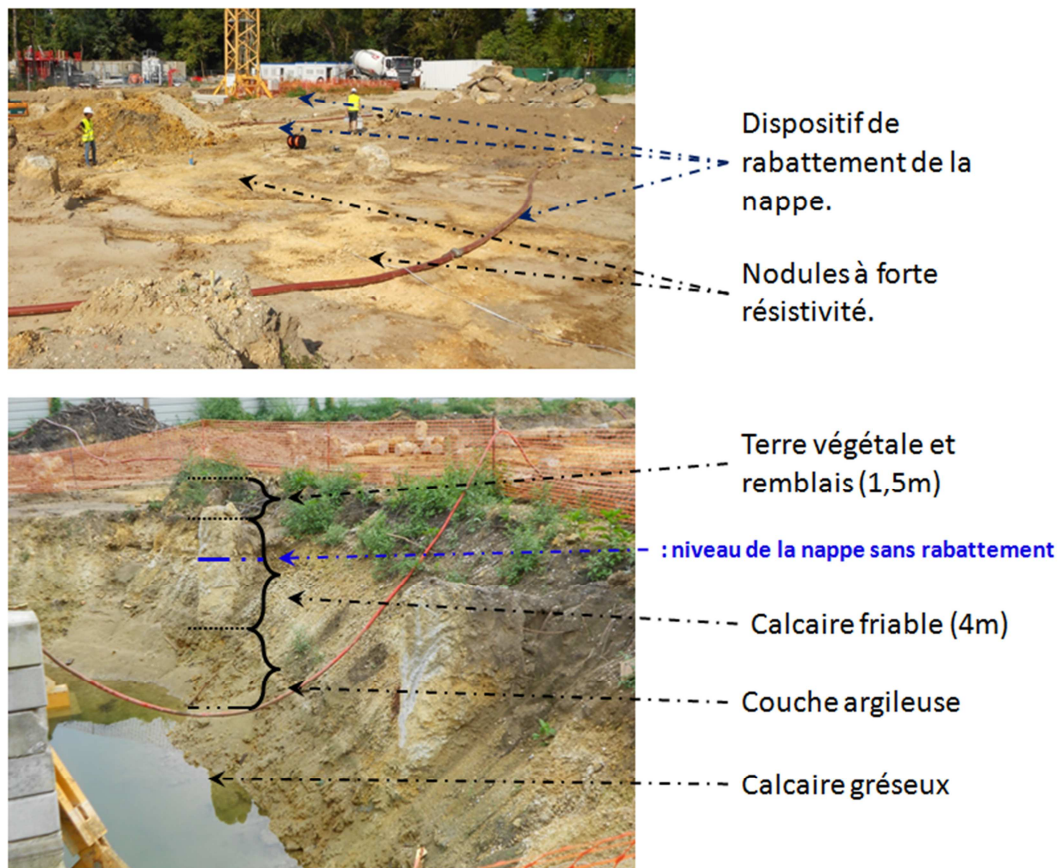 Dispositif de
rabattement de la
nappe.
Nodules à forte
résistivité.
Terre végétale et
remblais (1,5m)
: niveau de la nappe sans rabattement
Calcaire friable (4m)
Couche argileuse
Calcaire gréseux